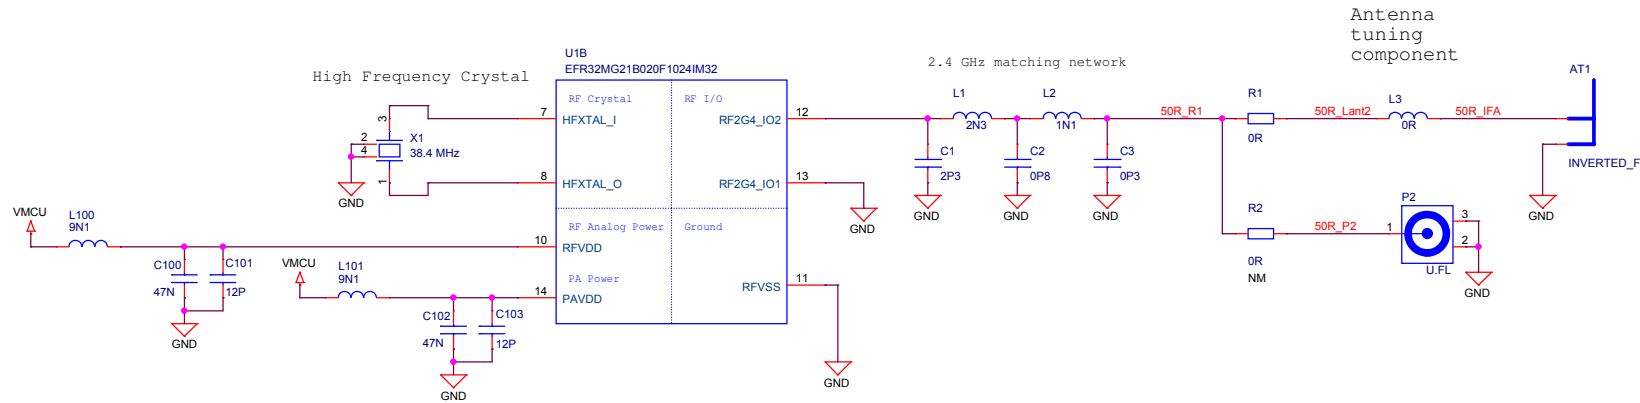 Antenna
tuning
component
High Frequency Crystal
U1B
EFR32MG21B020F1024IM32
2.4 GHz matching network
AT1
RF Crystal
RF I/O
7
HFXTAL_I
RF2G4_IO2
12
L1
2N3
L2
1N1
50R_R1
R1
0R
50R_Lant2
L3
0R
50R_IFA
3
2
4
1
X1
38.4 MHz
GND
8
HFXTAL_O
RF2G4_IO1
13
GND
C1
2P3
GND
C2
0P8
GND
C3
0P3
GND
INVERTED_F
GND
VMCU
L100
9N1
RF Analog Power
Ground
10
RFVDD
C100
47N
C101
12P
GND
VMCU
L101
9N1
PA Power
14
PAVDD
RFVSS
11
GND
C102
47N
C103
12P
GND
R2
0R
NM
50R_P2
P2
1
3
2
U.FL
GND